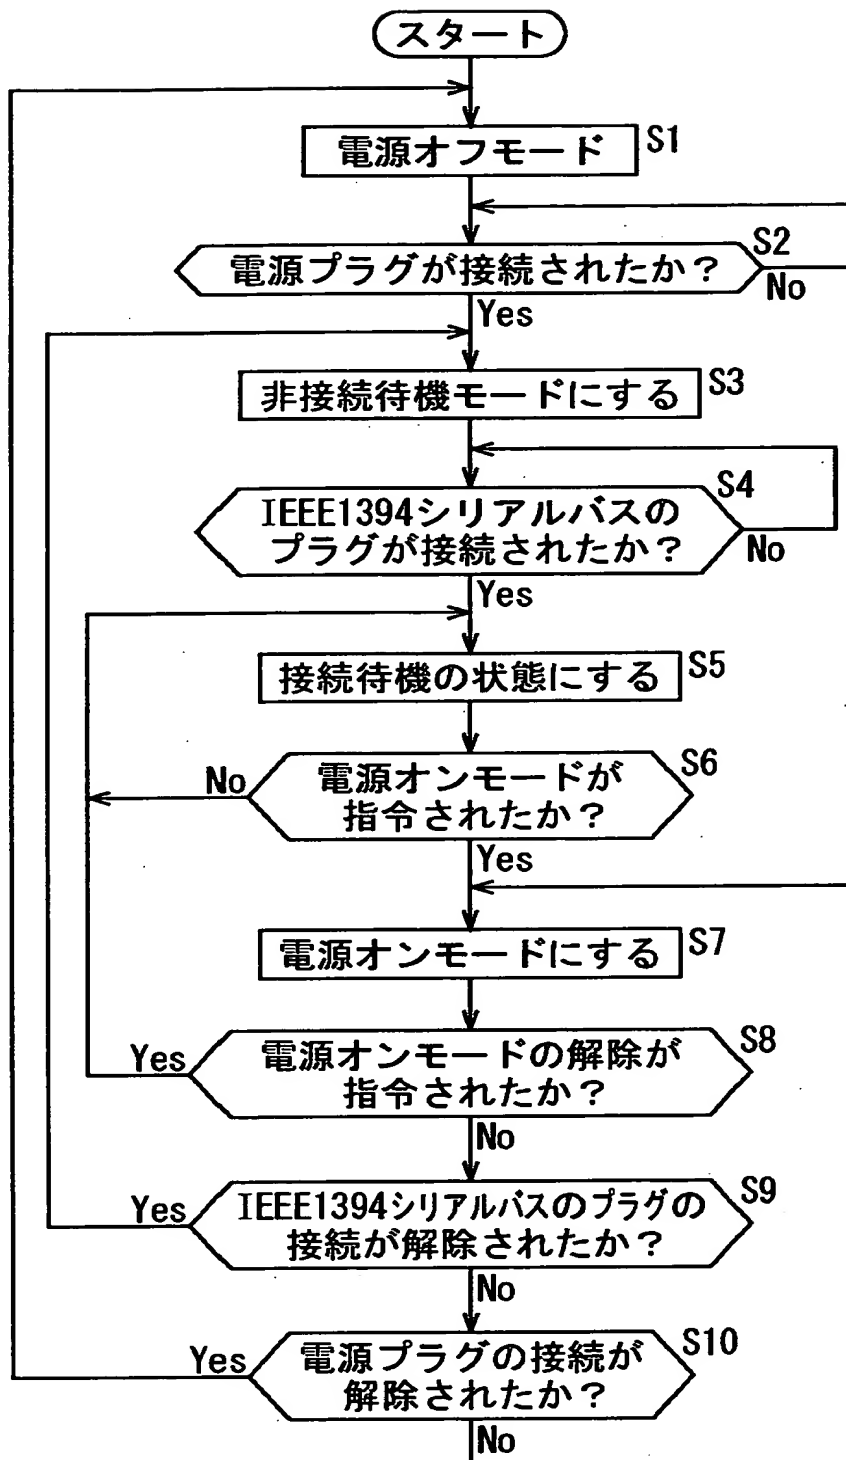 スタート
電源オフモード
S1
電源プラグが接続されたか？
S2
No
Yes
非接続待機モードにする
S3
IEEE1394シリアルバスの
プラグが接続されたか？
S4
No
Yes
接続待機の状態にする
S5
電源オンモードが
指令されたか？
S6
No
Yes
電源オンモードにする
S7
電源オンモードの解除が
指令されたか？
S8
Yes
No
IEEE1394シリアルバスのプラグの
接続が解除されたか？
S9
Yes
No
電源プラグの接続が
解除されたか？
S10
Yes
No